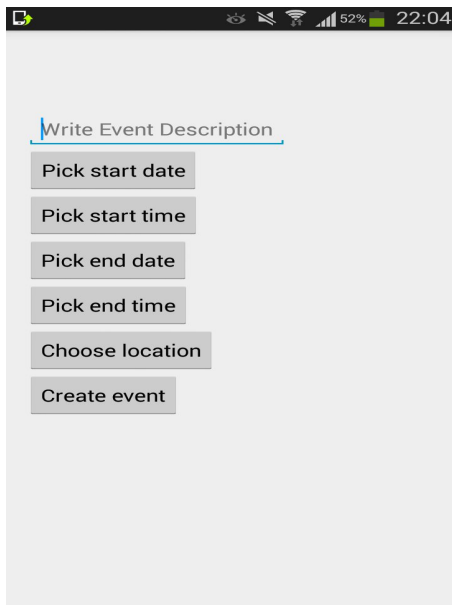 52% 22:04
Write Event Description
Pick start date
Pick start time
Pick end date
Pick end time
Choose location
Create event